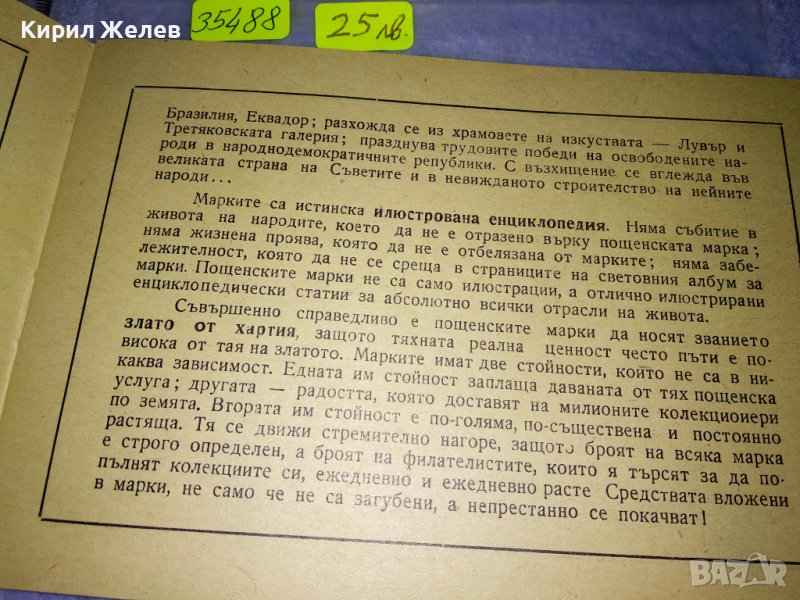 Кирил Желев
35488
25 лв.
Бразилия, Еквадор; разхожда се из храмовете на изкуствата — Лувър и
Третяковската галерия; празднува трудовите победи на освободените на-
роди в народнодемократичните републики. С възхищение се вглежда във
великата страна на Съветите и в невижданото строителство на нейните
народи...
Марките са истинска илюстрована енциклопедия. Няма събитие в
живота на народите, което да не е отразено върку пощенската марка;
няма жизнена проява, която да не е отбелязана от марките; няма забе-
лежителност, която да не се среща в страниците на световния албум за
марки. Пощенските марки не са само илюстрации, а отлично илюстрирани
енциклопедически статии за абсолютно всички отрасли на живота.
Съвършенно справедливо е пощенските марки да носят званието
злато от хартия, защото тяхната реална ценност често пъти е по-
висока от тая на златото. Марките имат две стойности, които не са в ни-
каква зависимост. Едната им стойност заплаща даваната от тях пощенска
услуга; другата — радостта, която доставят на милионите колекциоиери
по земята. Втората им стойност е по-голяма, по-съществена и постоянно
растяща. Тя се движи стремително нагоре, защото броят на всяка марка
е строго определен, а броят на филателистите, които я търсят за да по-
пълнят колекциите си, ежедневно и ежедневно расте Средствата вложени
в марки, не само че не са загубени, а непрестанно се покачват!
BAZAR